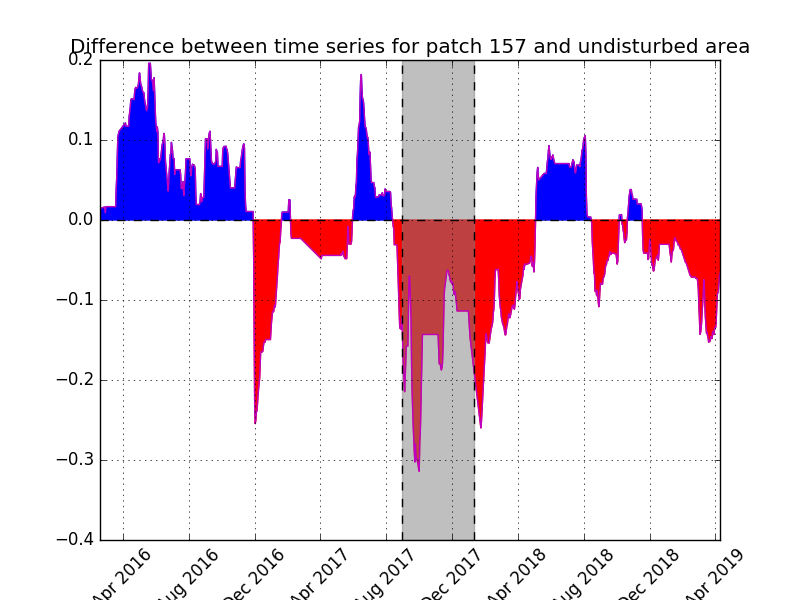 Difference between time series for patch 157 and undisturbed area
0.2
0.1
0.0
−0.1
−0.2
−0.3
−0.4
Apr 2016
Aug 2016
Dec 2016
Apr 2017
Aug 2017
Dec 2017
Apr 2018
Aug 2018
Dec 2018
Apr 2019